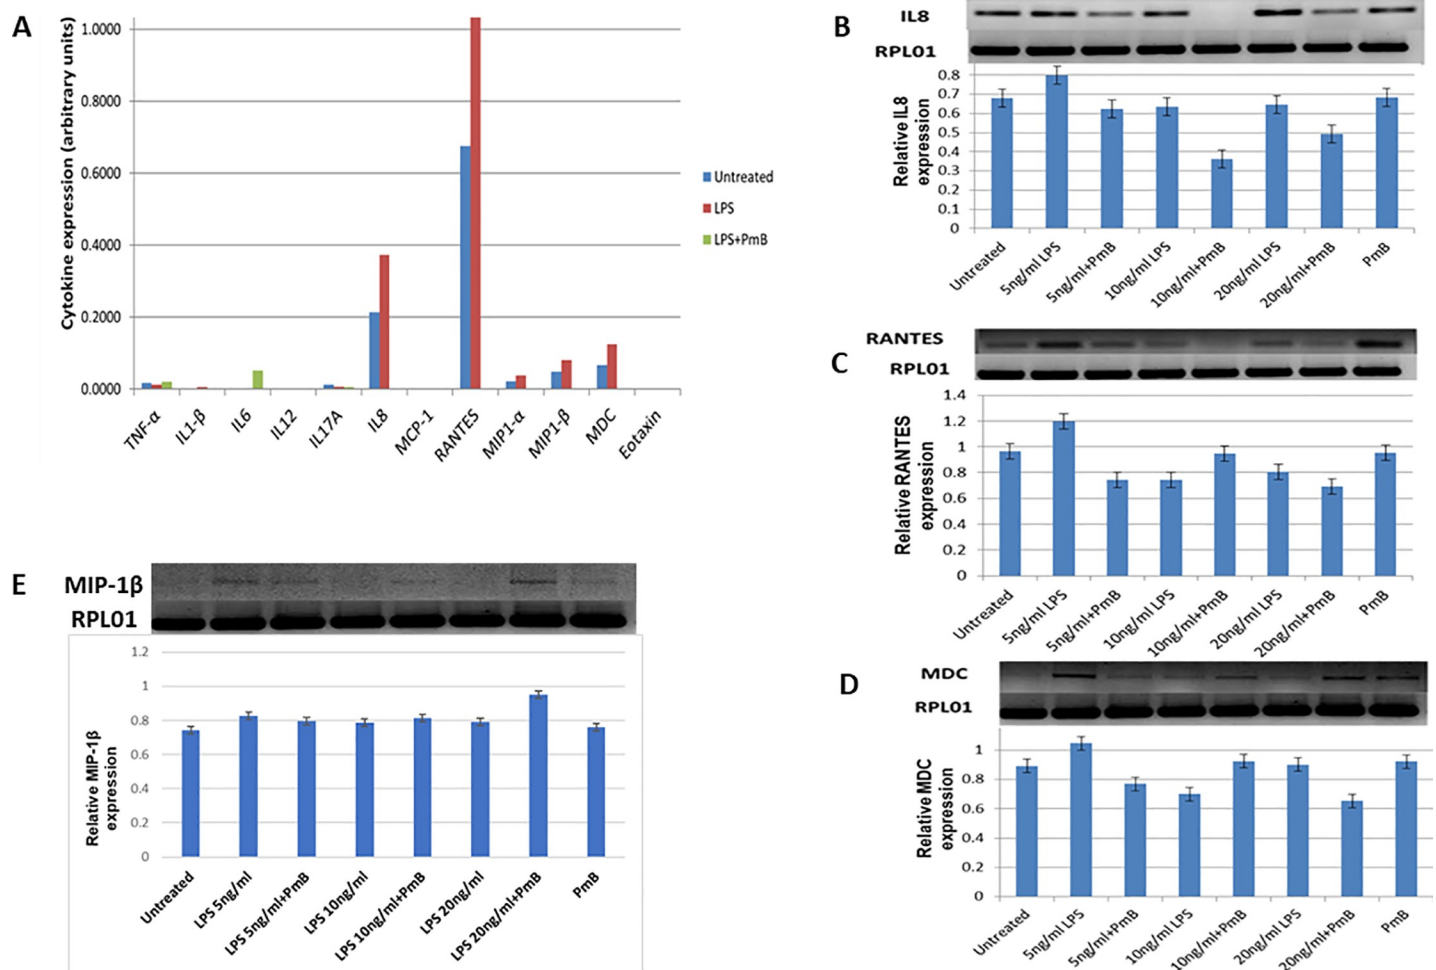 A
Cytokine expression (arbitrary units)
1.0000
0.8000
0.6000
0.4000
0.2000
0.0000
TNF-α
IL1-β
IL6
IL12
IL17A
IL8
MCP-1
RANTES
MIP1-α
MIP1-β
MDC
Eotaxin
Untreated
LPS
LPS+PmB
B
IL8
RPL01
Relative IL8
expression
0.8
0.7
0.6
0.5
0.4
0.3
0.2
0.1
0
Untreated
5ng/ml LPS
5ng/ml+PmB
10ng/ml LPS
10ng/ml+PmB
20ng/ml LPS
20ng/ml+PmB
PmB
C
RANTES
RPL01
Relative RANTES
expression
1.4
1.2
1
0.8
0.6
0.4
0.2
0
Untreated
5ng/ml LPS
5ng/ml+PmB
10ng/ml LPS
10ng/ml+PmB
20ng/ml LPS
20ng/ml+PmB
PmB
D
MDC
RPL01
Relative MDC
expression
1
0.8
0.6
0.4
0.2
0
Untreated
5ng/ml LPS
5ng/ml+PmB
10ng/ml LPS
10ng/ml+PmB
20ng/ml LPS
20ng/ml+PmB
PmB
E
MIP-1β
RPL01
Relative MIP-1β
expression
1.2
1
0.8
0.6
0.4
0.2
0
Untreated
LPS 5ng/ml
LPS 5ng/ml+PmB
LPS 10ng/ml
LPS 10ng/ml+PmB
LPS 20ng/ml
LPS 20ng/ml+PmB
PmB